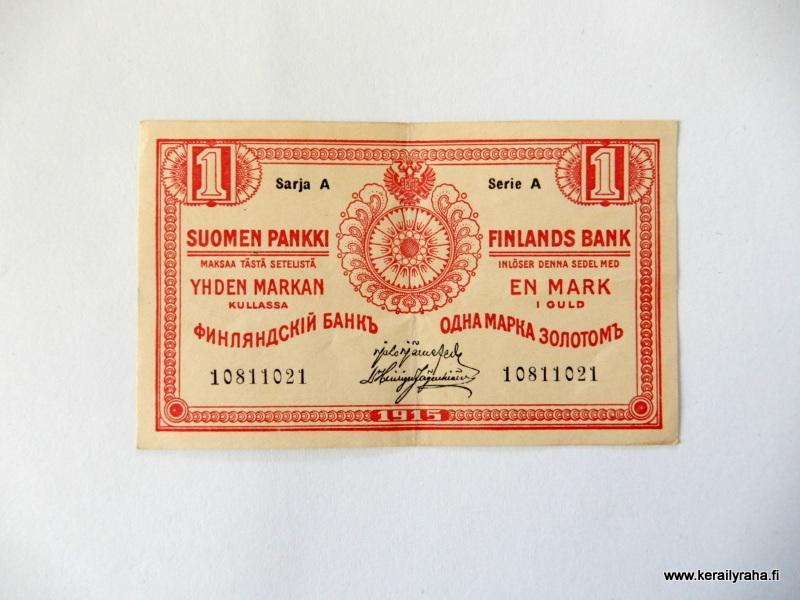 1 1
Sarja A Serie A
SUOMEN PANKKI
MAKSAA TÄSTÄ SETELISTÄ
YHDEN MARKAN
KULLASSA
FINLANDS BANK
INLÖSER DENNA SEDEL MED
EN MARK
I GULD
ФИНЛЯНДСКІЙ БАНКЪ ОДНА МАРКА ЗОЛОТОМЪ
10811021 10811021
1915
www.kerailyraha.fi